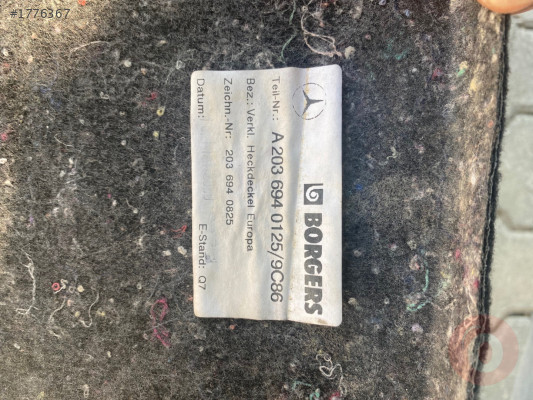 #1776367
BORGERS
Teil-Nr.: A 203 694 0125/9C86
Bez.: Verkl. Heckdeckel Europa
Zeichn.-Nr: 203 694 0825
Datum: E-Stand: Q7